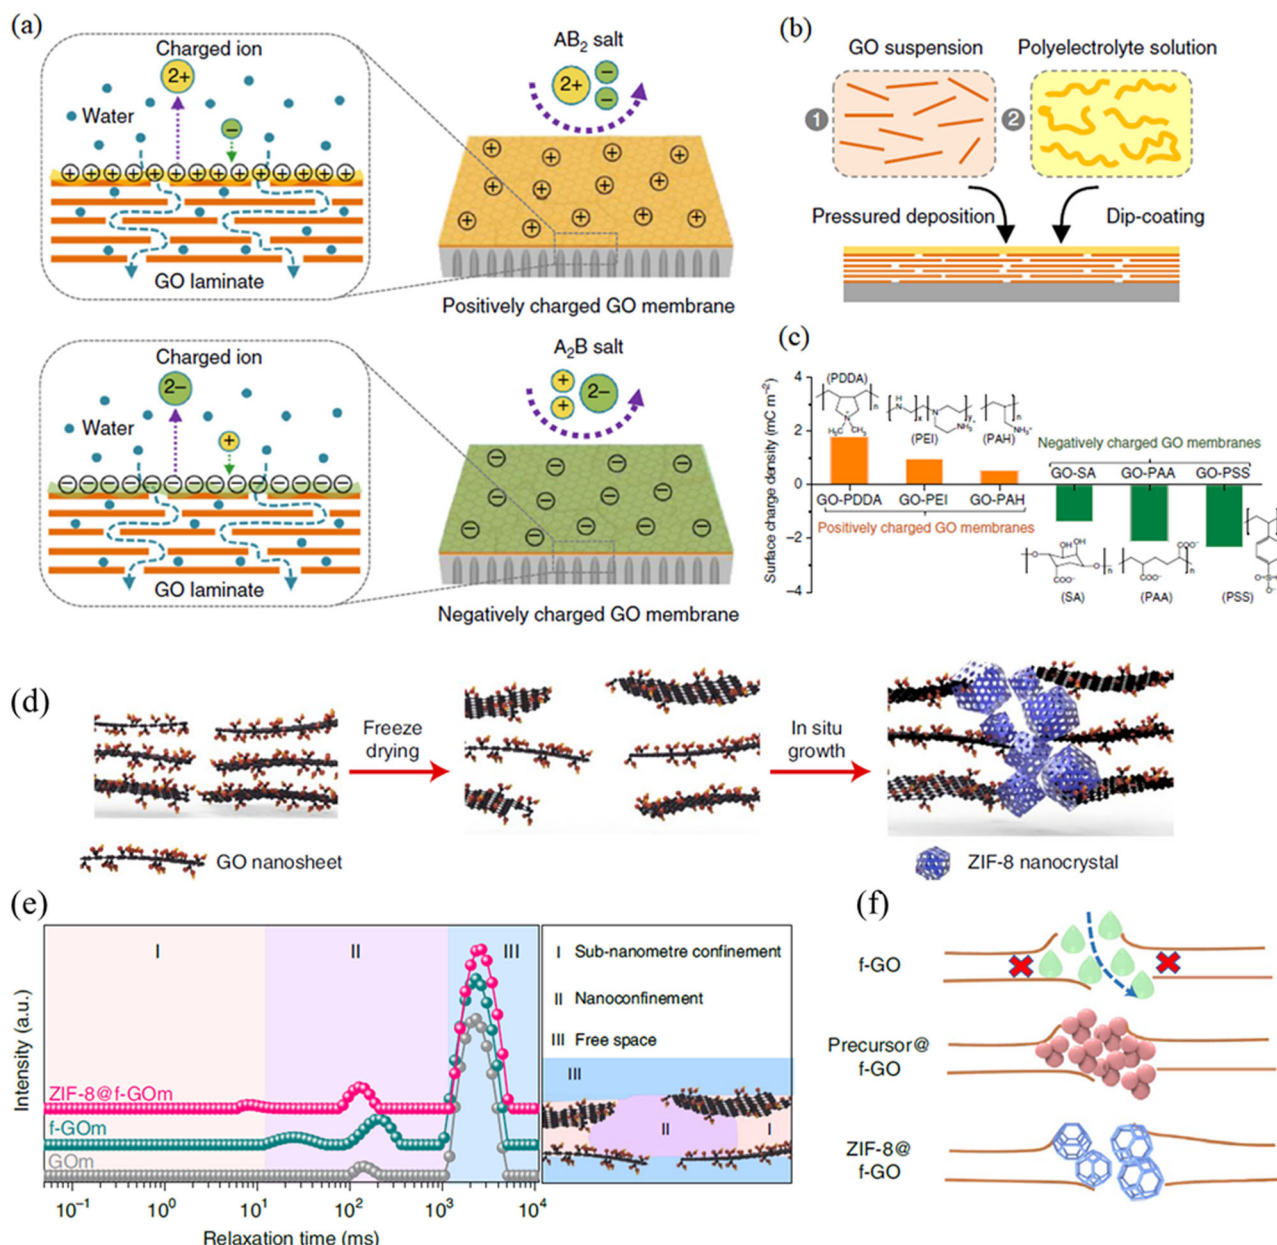 (a)
Charged ion
2+
Water
−
GO laminate
AB₂ salt
2+
−
−
Positively charged GO membrane
Charged ion
2−
Water
+
GO laminate
A₂B salt
+
+
2−
Negatively charged GO membrane
(b)
GO suspension
Polyelectrolyte solution
1
2
Pressured deposition
Dip-coating
(c)
Surface charge density (mC m⁻²)
4
2
0
−2
−4
(PDDA)
(PEI)
(PAH)
Negatively charged GO membranes
GO-SA
GO-PAA
GO-PSS
GO-PDDA
GO-PEI
GO-PAH
Positively charged GO membranes
(SA)
(PAA)
(PSS)
(d)
Freeze
drying
In situ
growth
GO nanosheet
ZIF-8 nanocrystal
(e)
Intensity (a.u.)
I
II
III
ZIF-8@f-GOm
f-GOm
GOm
10⁻¹
10⁰
10¹
10²
10³
10⁴
Relaxation time (ms)
I Sub-nanometre confinement
II Nanoconfinement
III Free space
III
II
I
(f)
f-GO
Precursor@
f-GO
ZIF-8@
f-GO